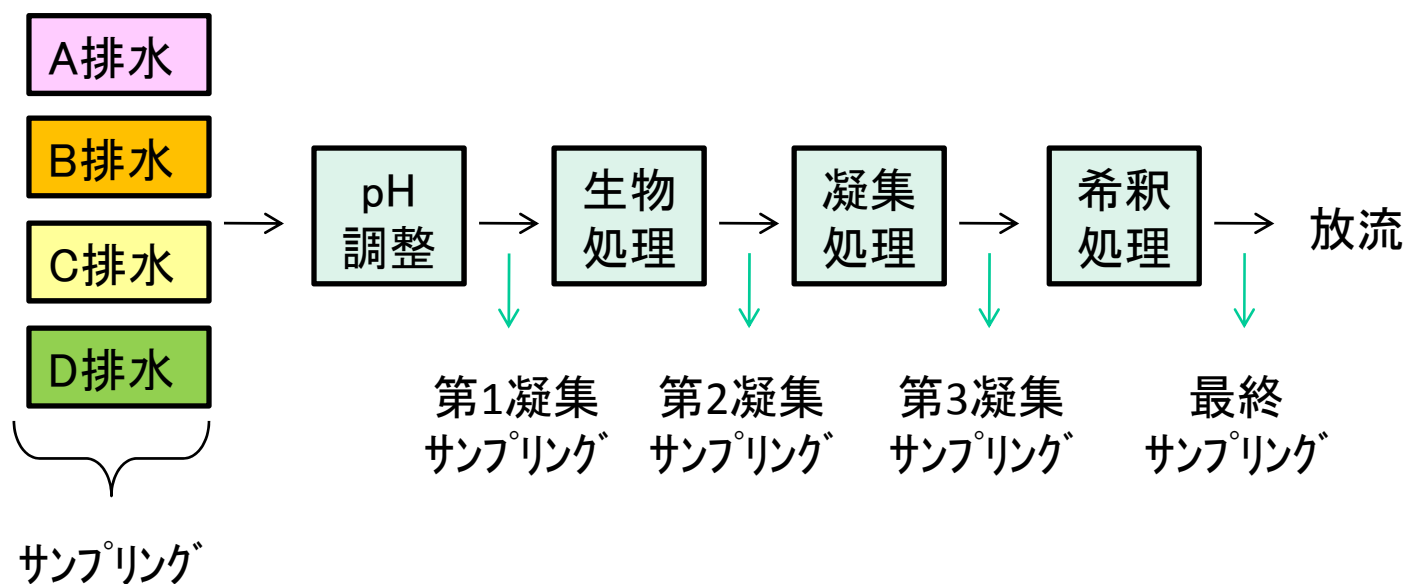 A排水
B排水
C排水
D排水
サンプリング
pH
調整
生物
処理
凝集
処理
希釈
処理
放流
第1凝集
サンプリング
第2凝集
サンプリング
第3凝集
サンプリング
最終
サンプリング